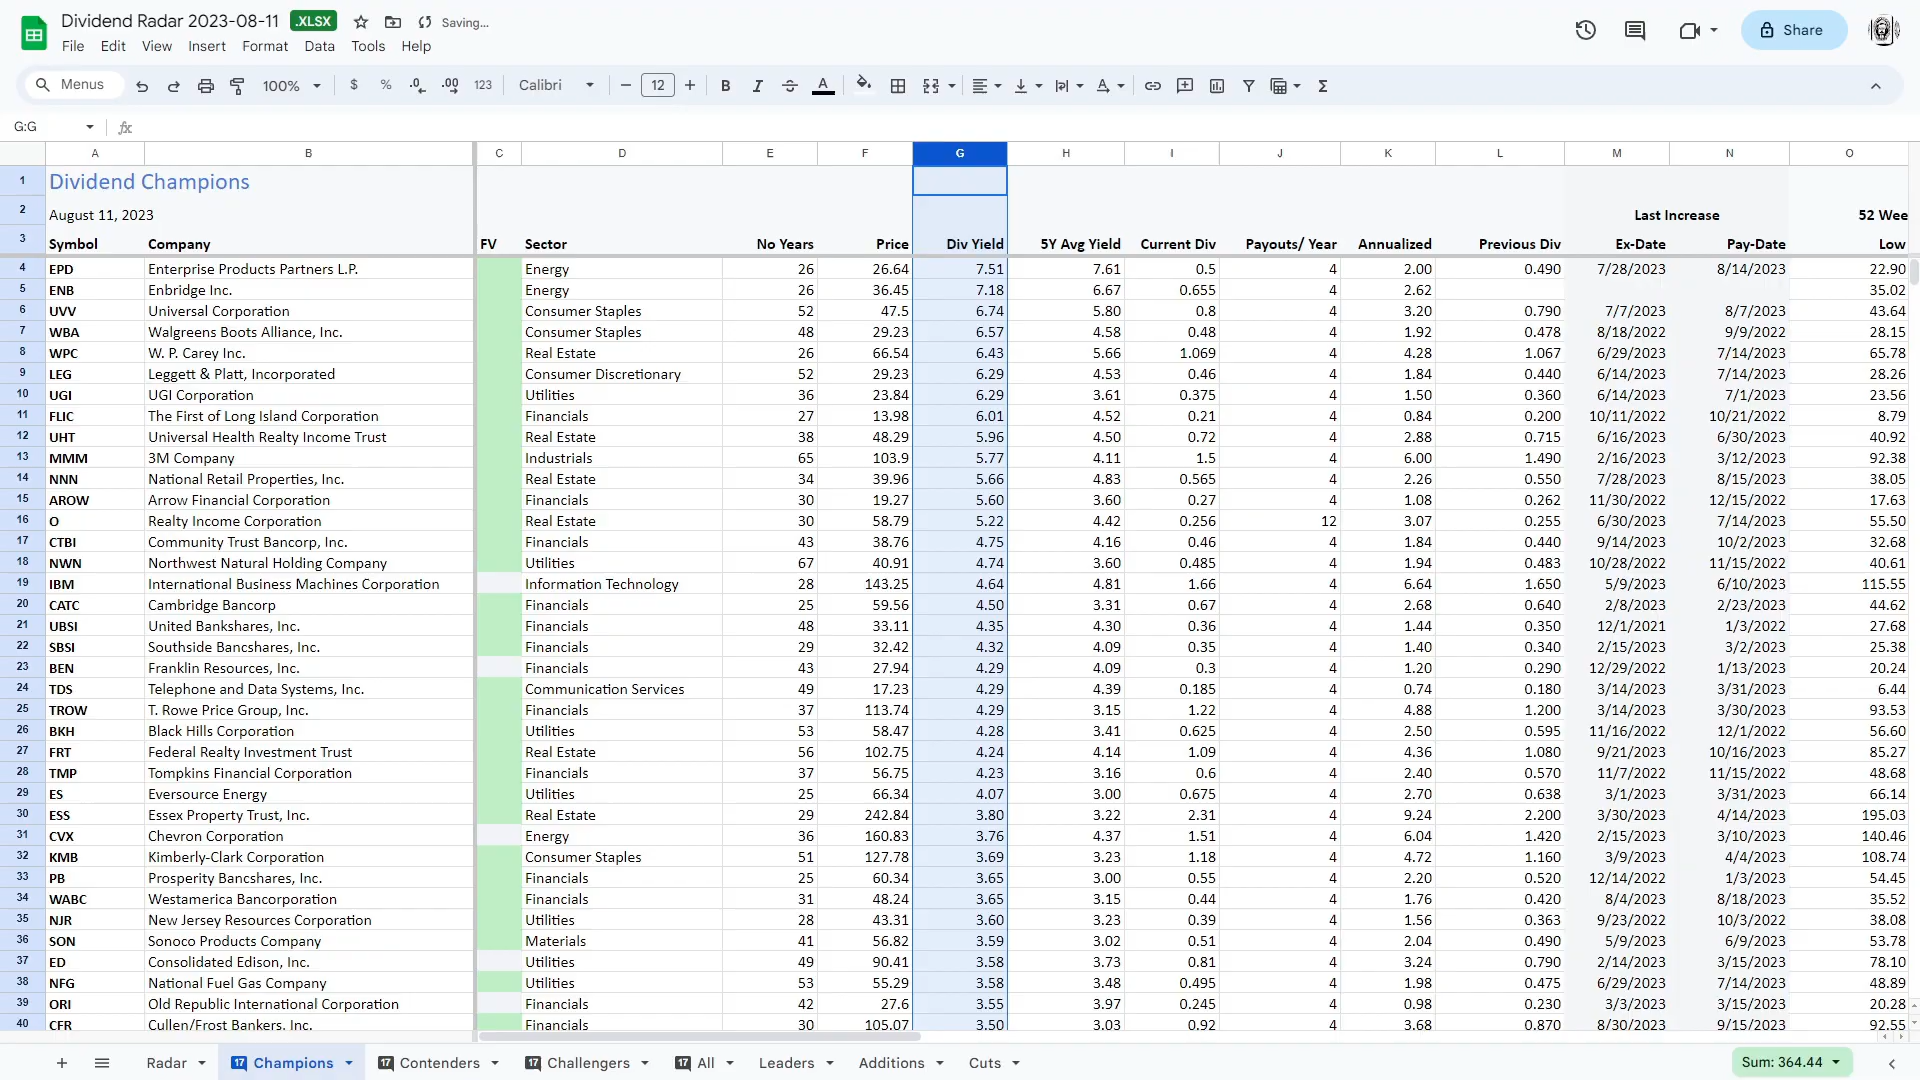 Dividend Radar 2023-08-11 .XLSX Saving...
File Edit View Insert Format Data Tools Help
Share
Menus 100% $ % .0 .00 123 Calibri 12 B I A
G:G fx
A B C D E F G H I J K L M N O
1 Dividend Champions
2 August 11, 2023 Last Increase 52 Wee
3 Symbol Company FV Sector No Years Price Div Yield 5Y Avg Yield Current Div Payouts/ Year Annualized Previous Div Ex-Date Pay-Date Low
4 EPD Enterprise Products Partners L.P. Energy 26 26.64 7.51 7.61 0.5 4 2.00 0.490 7/28/2023 8/14/2023 22.90
5 ENB Enbridge Inc. Energy 26 36.45 7.18 6.67 0.655 4 2.62 35.02
6 UVV Universal Corporation Consumer Staples 52 47.5 6.74 5.80 0.8 4 3.20 0.790 7/7/2023 8/7/2023 43.64
7 WBA Walgreens Boots Alliance, Inc. Consumer Staples 48 29.23 6.57 4.58 0.48 4 1.92 0.478 8/18/2022 9/9/2022 28.15
8 WPC W. P. Carey Inc. Real Estate 26 66.54 6.43 5.66 1.069 4 4.28 1.067 6/29/2023 7/14/2023 65.78
9 LEG Leggett & Platt, Incorporated Consumer Discretionary 52 29.23 6.29 4.53 0.46 4 1.84 0.440 6/14/2023 7/14/2023 28.26
10 UGI UGI Corporation Utilities 36 23.84 6.29 3.61 0.375 4 1.50 0.360 6/14/2023 7/1/2023 23.56
11 FLIC The First of Long Island Corporation Financials 27 13.98 6.01 4.52 0.21 4 0.84 0.200 10/11/2022 10/21/2022 8.79
12 UHT Universal Health Realty Income Trust Real Estate 38 48.29 5.96 4.50 0.72 4 2.88 0.715 6/16/2023 6/30/2023 40.92
13 MMM 3M Company Industrials 65 103.9 5.77 4.11 1.5 4 6.00 1.490 2/16/2023 3/12/2023 92.38
14 NNN National Retail Properties, Inc. Real Estate 34 39.96 5.66 4.83 0.565 4 2.26 0.550 7/28/2023 8/15/2023 38.05
15 AROW Arrow Financial Corporation Financials 30 19.27 5.60 3.60 0.27 4 1.08 0.262 11/30/2022 12/15/2022 17.63
16 O Realty Income Corporation Real Estate 30 58.79 5.22 4.42 0.256 12 3.07 0.255 6/30/2023 7/14/2023 55.50
17 CTBI Community Trust Bancorp, Inc. Financials 43 38.76 4.75 4.16 0.46 4 1.84 0.440 9/14/2023 10/2/2023 32.68
18 NWN Northwest Natural Holding Company Utilities 67 40.91 4.74 3.60 0.485 4 1.94 0.483 10/28/2022 11/15/2022 40.61
19 IBM International Business Machines Corporation Information Technology 28 143.25 4.64 4.81 1.66 4 6.64 1.650 5/9/2023 6/10/2023 115.55
20 CATC Cambridge Bancorp Financials 25 59.56 4.50 3.31 0.67 4 2.68 0.640 2/8/2023 2/23/2023 44.62
21 UBSI United Bankshares, Inc. Financials 48 33.11 4.35 4.30 0.36 4 1.44 0.350 12/1/2021 1/3/2022 27.68
22 SBSI Southside Bancshares, Inc. Financials 29 32.42 4.32 4.09 0.35 4 1.40 0.340 2/15/2023 3/2/2023 25.38
23 BEN Franklin Resources, Inc. Financials 43 27.94 4.29 4.09 0.3 4 1.20 0.290 12/29/2022 1/13/2023 20.24
24 TDS Telephone and Data Systems, Inc. Communication Services 49 17.23 4.29 4.39 0.185 4 0.74 0.180 3/14/2023 3/31/2023 6.44
25 TROW T. Rowe Price Group, Inc. Financials 37 113.74 4.29 3.15 1.22 4 4.88 1.200 3/14/2023 3/30/2023 93.53
26 BKH Black Hills Corporation Utilities 53 58.47 4.28 3.41 0.625 4 2.50 0.595 11/16/2022 12/1/2022 56.60
27 FRT Federal Realty Investment Trust Real Estate 56 102.75 4.24 4.14 1.09 4 4.36 1.080 9/21/2023 10/16/2023 85.27
28 TMP Tompkins Financial Corporation Financials 37 56.75 4.23 3.16 0.6 4 2.40 0.570 11/7/2022 11/15/2022 48.68
29 ES Eversource Energy Utilities 25 66.34 4.07 3.00 0.675 4 2.70 0.638 3/1/2023 3/31/2023 66.14
30 ESS Essex Property Trust, Inc. Real Estate 29 242.84 3.80 3.22 2.31 4 9.24 2.200 3/30/2023 4/14/2023 195.03
31 CVX Chevron Corporation Energy 36 160.83 3.76 4.37 1.51 4 6.04 1.420 2/15/2023 3/10/2023 140.46
32 KMB Kimberly-Clark Corporation Consumer Staples 51 127.78 3.69 3.23 1.18 4 4.72 1.160 3/9/2023 4/4/2023 108.74
33 PB Prosperity Bancshares, Inc. Financials 25 60.34 3.65 3.00 0.55 4 2.20 0.520 12/14/2022 1/3/2023 54.45
34 WABC Westamerica Bancorporation Financials 31 48.24 3.65 3.15 0.44 4 1.76 0.420 8/4/2023 8/18/2023 35.52
35 NJR New Jersey Resources Corporation Utilities 28 43.31 3.60 3.23 0.39 4 1.56 0.363 9/23/2022 10/3/2022 38.08
36 SON Sonoco Products Company Materials 41 56.82 3.59 3.02 0.51 4 2.04 0.490 5/9/2023 6/9/2023 53.78
37 ED Consolidated Edison, Inc. Utilities 49 90.41 3.58 3.73 0.81 4 3.24 0.790 2/14/2023 3/15/2023 78.10
38 NFG National Fuel Gas Company Utilities 53 55.29 3.58 3.48 0.495 4 1.98 0.475 6/29/2023 7/14/2023 48.89
39 ORI Old Republic International Corporation Financials 42 27.6 3.55 3.97 0.245 4 0.98 0.230 3/3/2023 3/15/2023 20.28
40 CFR Cullen/Frost Bankers, Inc. Financials 30 105.07 3.50 3.03 0.92 4 3.68 0.870 8/30/2023 9/15/2023 92.55
Radar 17 Champions 17 Contenders 17 Challengers 17 All Leaders Additions Cuts Sum: 364.44